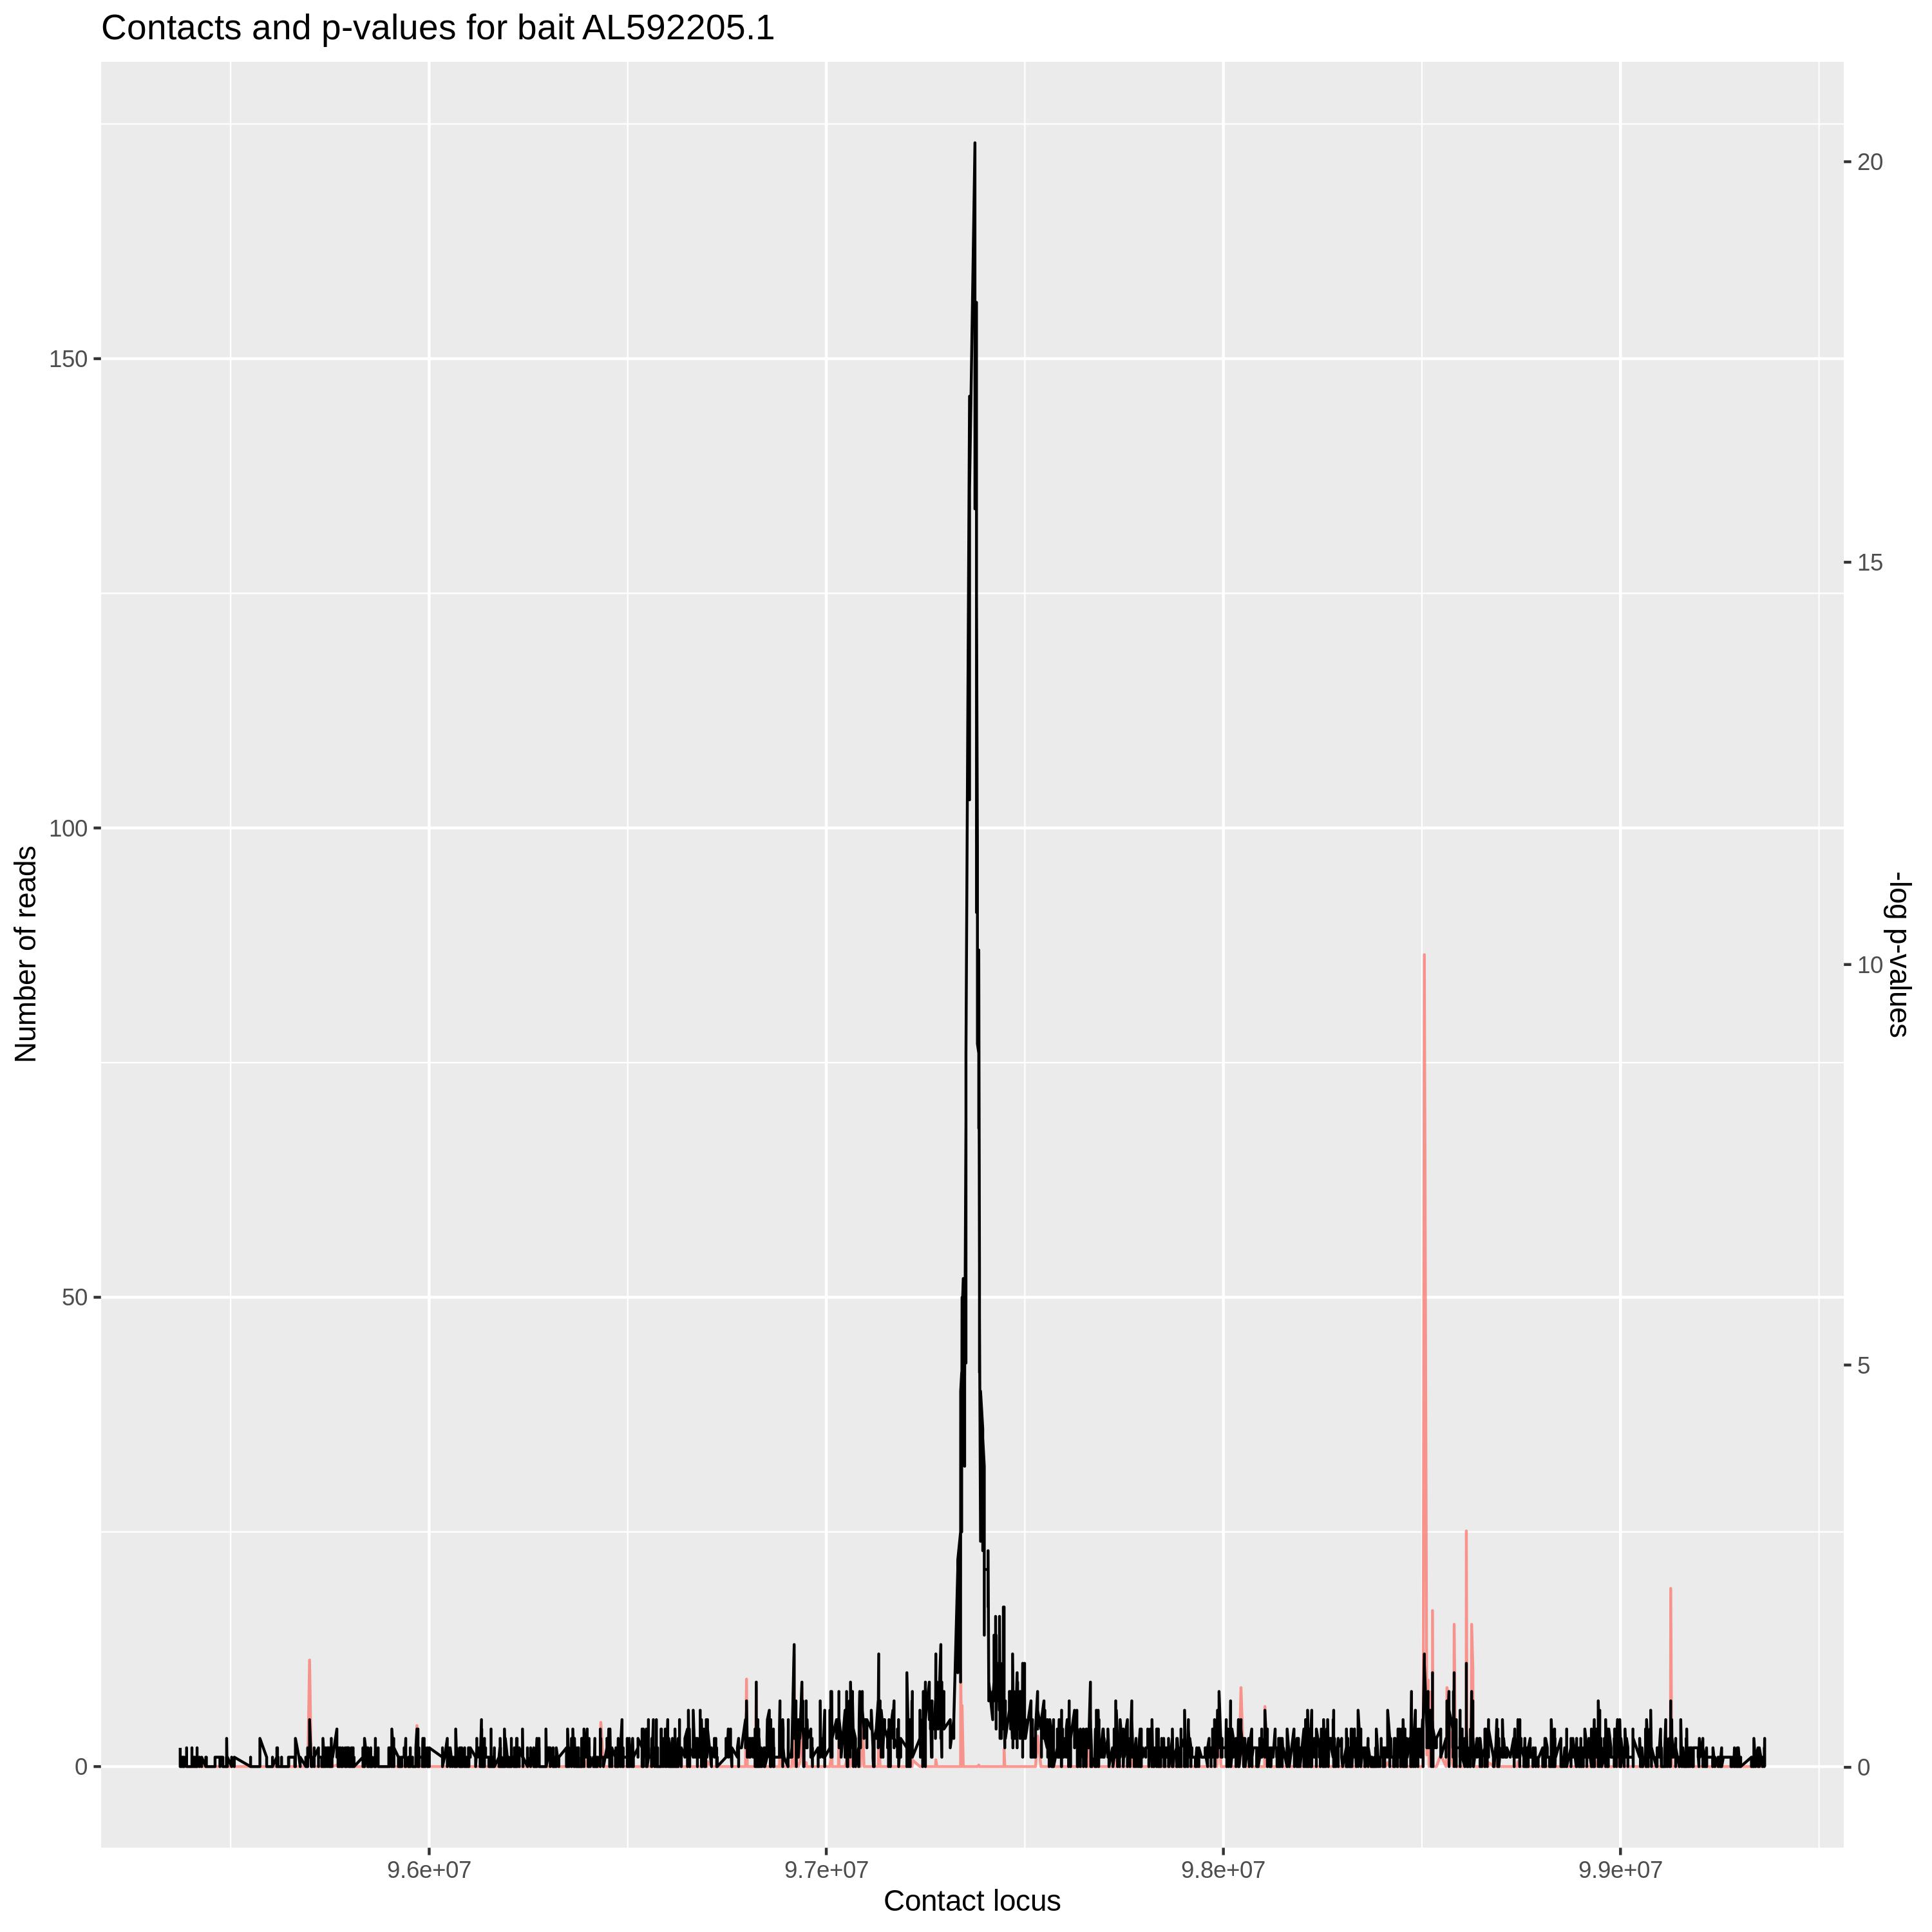 Contacts and p-values for bait AL592205.1
Number of reads
150
100
50
0
20
15
10
5
0
-log p-values
9.6e+07
9.7e+07
9.8e+07
9.9e+07
Contact locus